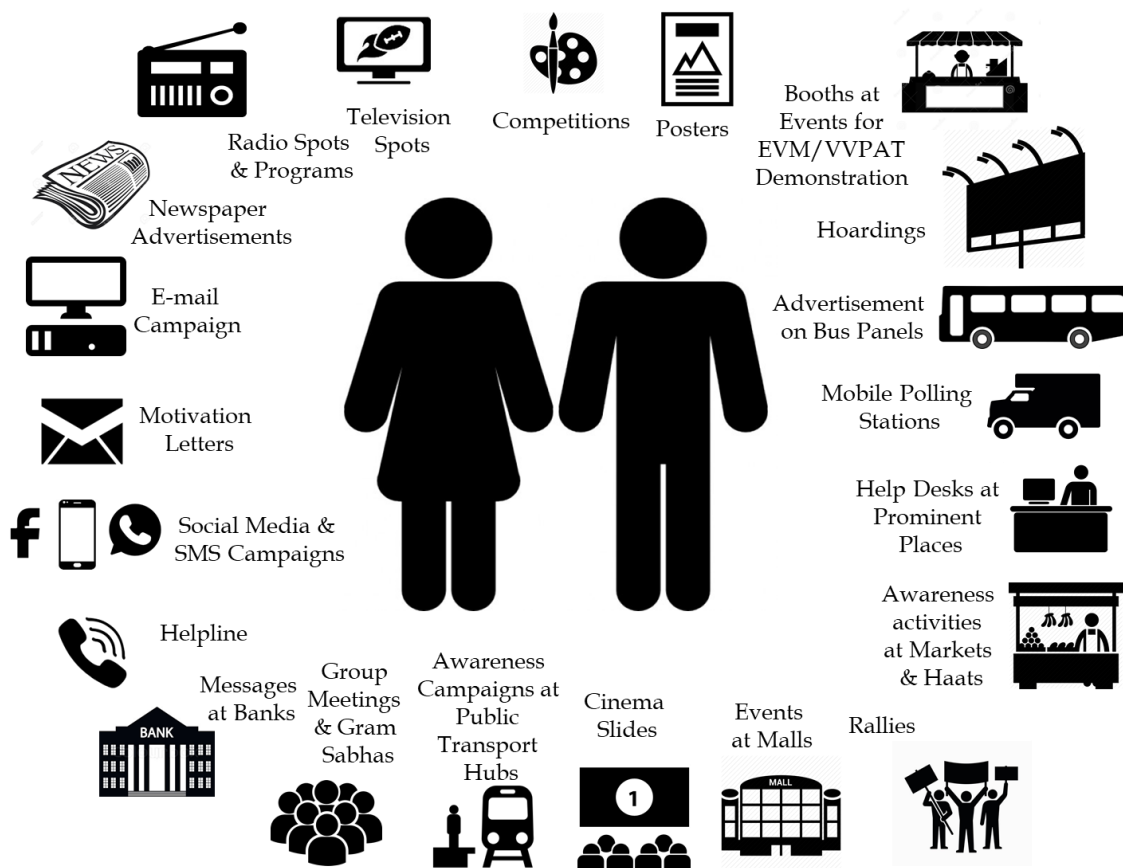 Television
Spots
Competitions
Posters
Radio Spots
& Programs
Booths at
Events for
EVM/VVPAT
Demonstration
NEWS
Newspaper
Advertisements
Hoardings
E-mail
Campaign
Advertisement
on Bus Panels
Motivation
Letters
Mobile Polling
Stations
Social Media &
SMS Campaigns
Help Desks at
Prominent
Places
Helpline
Awareness
activities
at Markets
& Haats
Messages
at Banks
BANK
Group
Meetings
& Gram
Sabhas
Awareness
Campaigns at
Public
Transport
Hubs
Cinema
Slides
1
Events
at Malls
MALL
Rallies